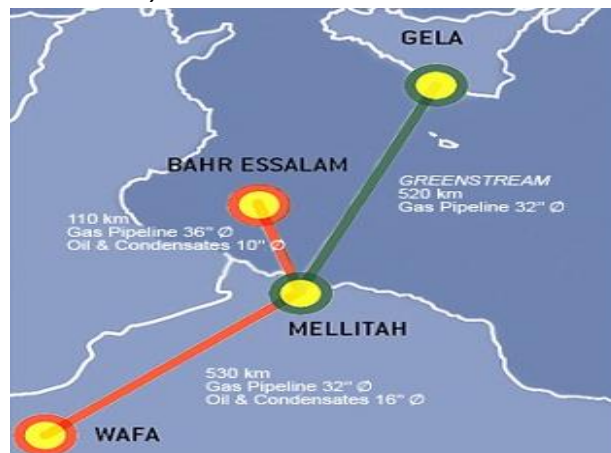 GELA
BAHR ESSALAM
GREENSTREAM
520 km
Gas Pipeline 32" Ø
110 km
Gas Pipeline 36" Ø
Oil & Condensates 10" Ø
MELLITAH
530 km
Gas Pipeline 32" Ø
Oil & Condensates 16" Ø
WAFA